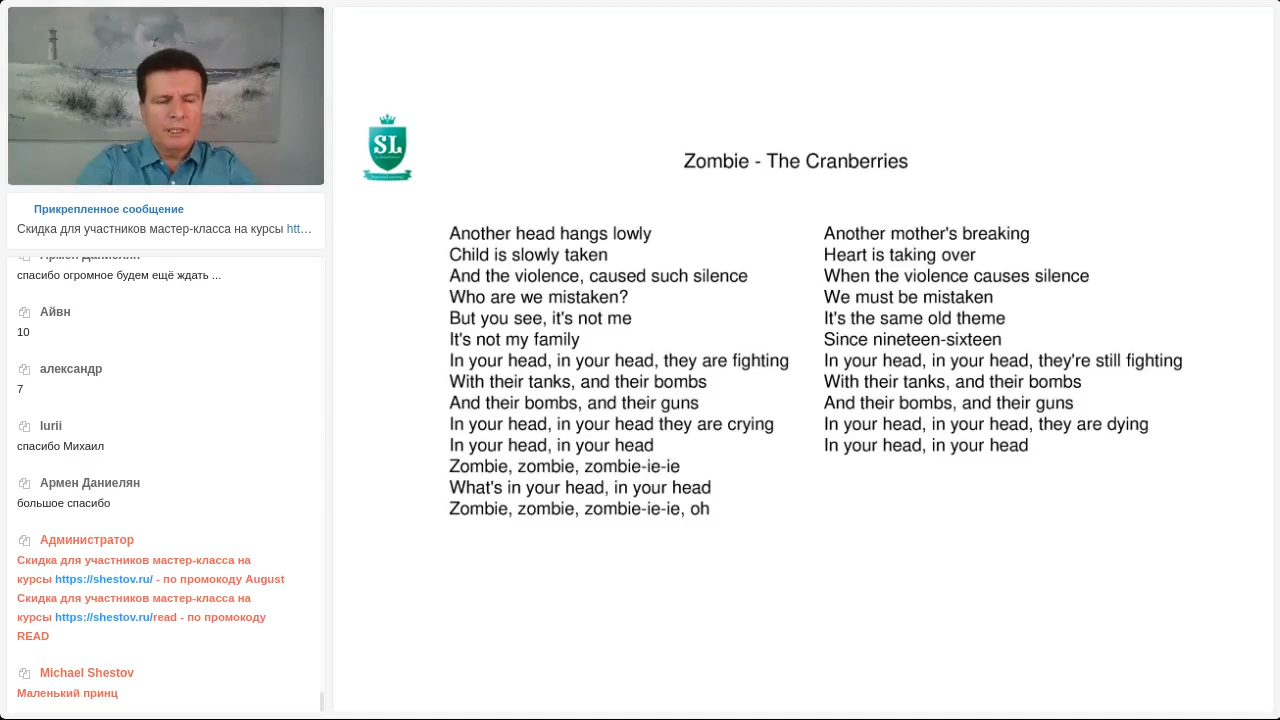 Прикрепленное сообщение
Скидка для участников мастер-класса на курсы htt…
Армен Даниелян
спасибо огромное будем ещё ждать ...
Айвн
10
александр
7
Iurii
спасибо Михаил
Армен Даниелян
большое спасибо
Администратор
Скидка для участников мастер-класса на
курсы https://shestov.ru/ - по промокоду August
Скидка для участников мастер-класса на
курсы https://shestov.ru/read - по промокоду
READ
Michael Shestov
Маленький принц
SL
Zombie - The Cranberries
Another head hangs lowly
Child is slowly taken
And the violence, caused such silence
Who are we mistaken?
But you see, it's not me
It's not my family
In your head, in your head, they are fighting
With their tanks, and their bombs
And their bombs, and their guns
In your head, in your head they are crying
In your head, in your head
Zombie, zombie, zombie-ie-ie
What's in your head, in your head
Zombie, zombie, zombie-ie-ie, oh
Another mother's breaking
Heart is taking over
When the violence causes silence
We must be mistaken
It's the same old theme
Since nineteen-sixteen
In your head, in your head, they're still fighting
With their tanks, and their bombs
And their bombs, and their guns
In your head, in your head, they are dying
In your head, in your head